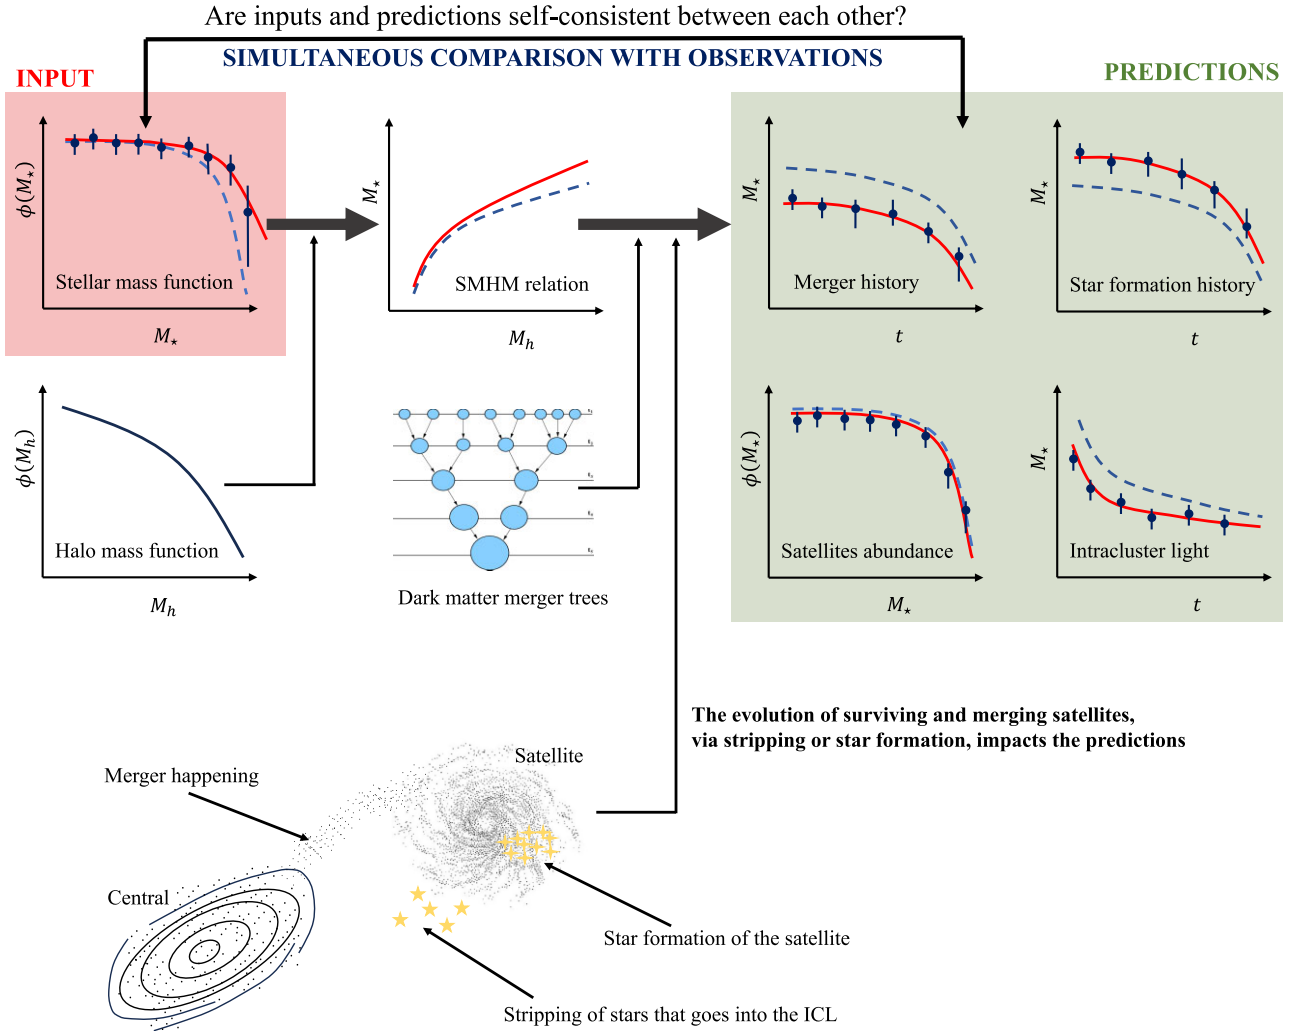 Are inputs and predictions self-consistent between each other?
SIMULTANEOUS COMPARISON WITH OBSERVATIONS
INPUT
PREDICTIONS
ϕ(M⋆)
Stellar mass function
M⋆
M⋆
SMHM relation
Mₕ
M⋆
Merger history
t
M⋆
Star formation history
t
ϕ(Mₕ)
Halo mass function
Mₕ
Dark matter merger trees
ϕ(M⋆)
Satellites abundance
M⋆
M⋆
Intracluster light
t
The evolution of surviving and merging satellites,
via stripping or star formation, impacts the predictions
Satellite
Merger happening
Central
Star formation of the satellite
Stripping of stars that goes into the ICL